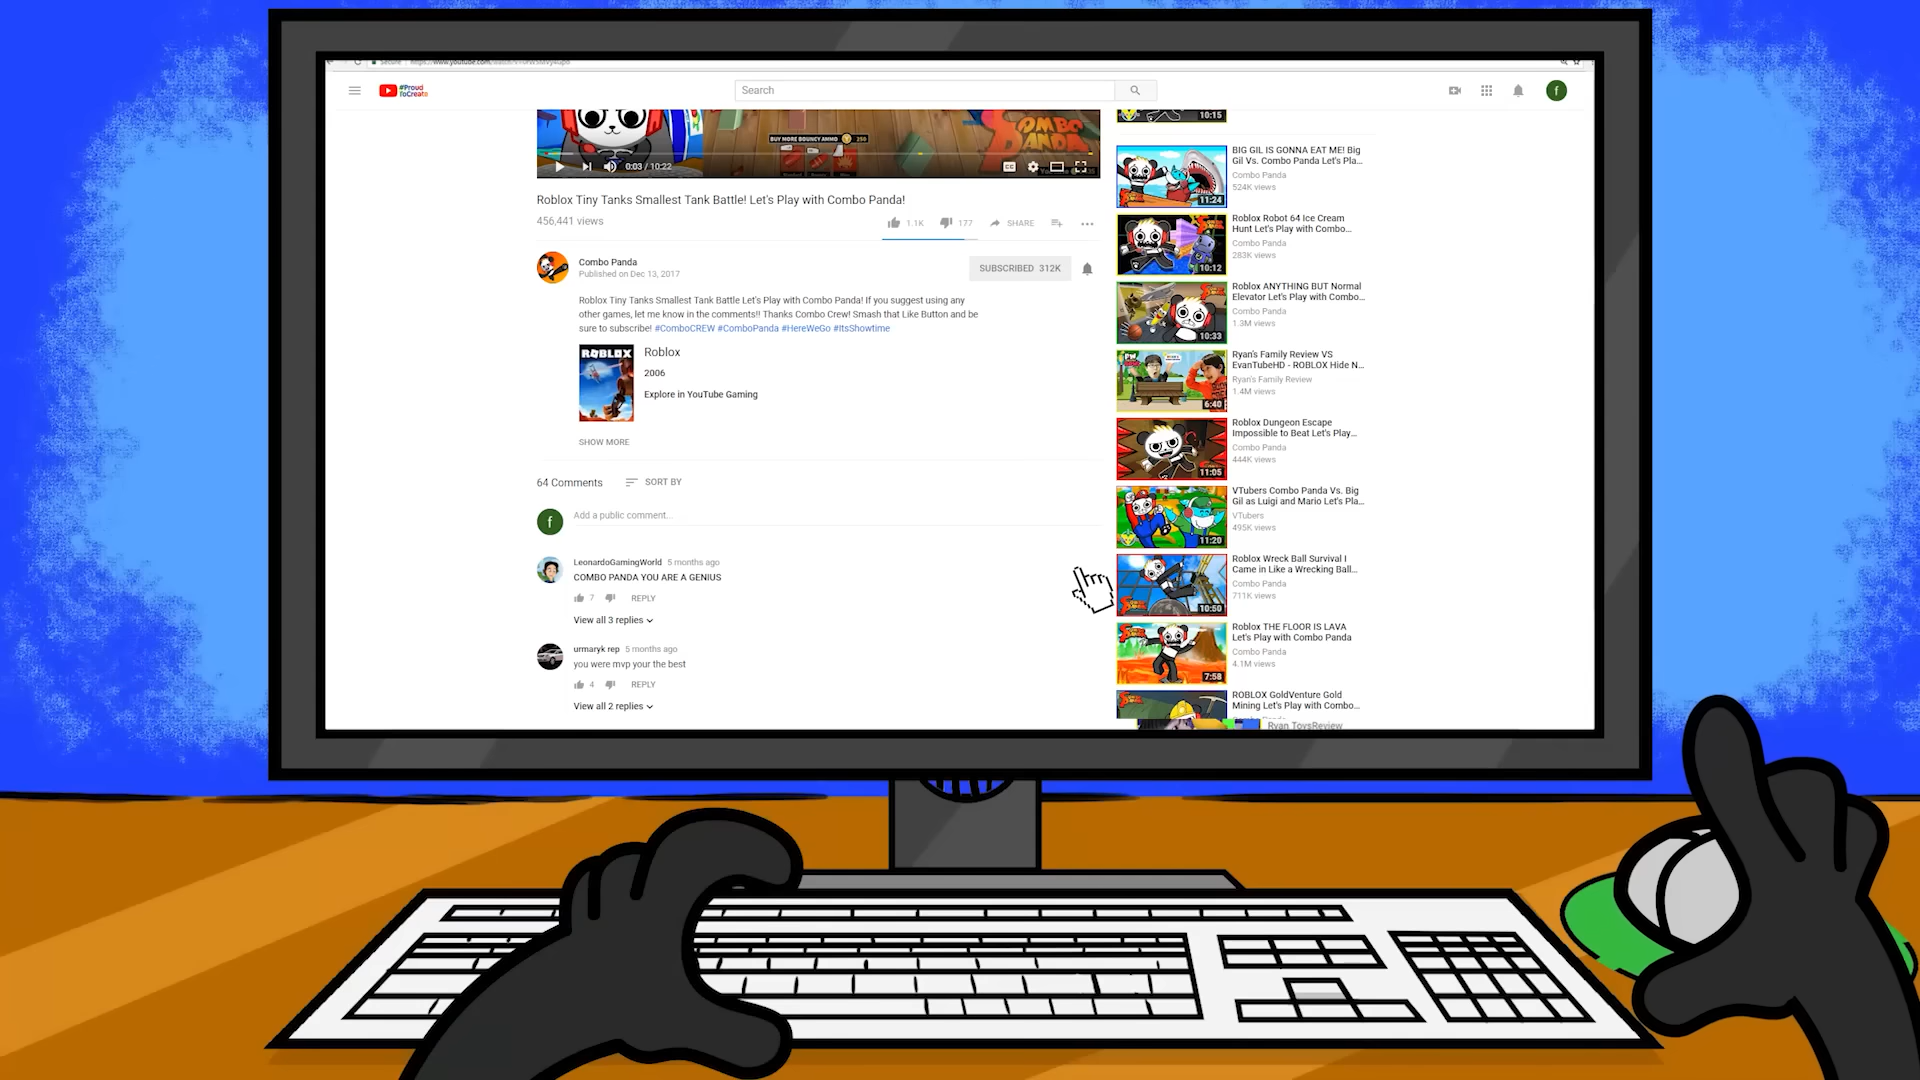 Secure
#Proud
ToCreate
Search
f
BUY MORE BOUNCY AMMO 250
COMBO
PANDA
0:03 / 10:22
Roblox Tiny Tanks Smallest Tank Battle! Let's Play with Combo Panda!
456,441 views
1.1K
177
SHARE
Combo Panda
Published on Dec 13, 2017
SUBSCRIBED 312K
Roblox Tiny Tanks Smallest Tank Battle Let's Play with Combo Panda! If you suggest using any
other games, let me know in the comments!! Thanks Combo Crew! Smash that Like Button and be
sure to subscribe! #ComboCREW #ComboPanda #HereWeGo #ItsShowtime
ROBLOX
Roblox
2006
Explore in YouTube Gaming
SHOW MORE
64 Comments
SORT BY
f
Add a public comment...
LeonardoGamingWorld 5 months ago
COMBO PANDA YOU ARE A GENIUS
7
REPLY
View all 3 replies
urmaryk rep 5 months ago
you were mvp your the best
4
REPLY
View all 2 replies
10:15
BIG GIL IS GONNA EAT ME! Big
Gil Vs. Combo Panda Let's Pla...
Combo Panda
524K views
11:24
Roblox Robot 64 Ice Cream
Hunt Let's Play with Combo...
Combo Panda
283K views
10:12
Roblox ANYTHING BUT Normal
Elevator Let's Play with Combo...
Combo Panda
1.3M views
10:33
Ryan's Family Review VS
EvanTubeHD - ROBLOX Hide N...
Ryan's Family Review
1.4M views
6:40
Roblox Dungeon Escape
Impossible to Beat Let's Play...
Combo Panda
444K views
11:05
VTubers Combo Panda Vs. Big
Gil as Luigi and Mario Let's Pla...
VTubers
495K views
11:20
Roblox Wreck Ball Survival I
Came in Like a Wrecking Ball...
Combo Panda
711K views
10:50
Roblox THE FLOOR IS LAVA
Let's Play with Combo Panda
Combo Panda
4.1M views
7:58
ROBLOX GoldVenture Gold
Mining Let's Play with Combo...
Ryan ToysReview